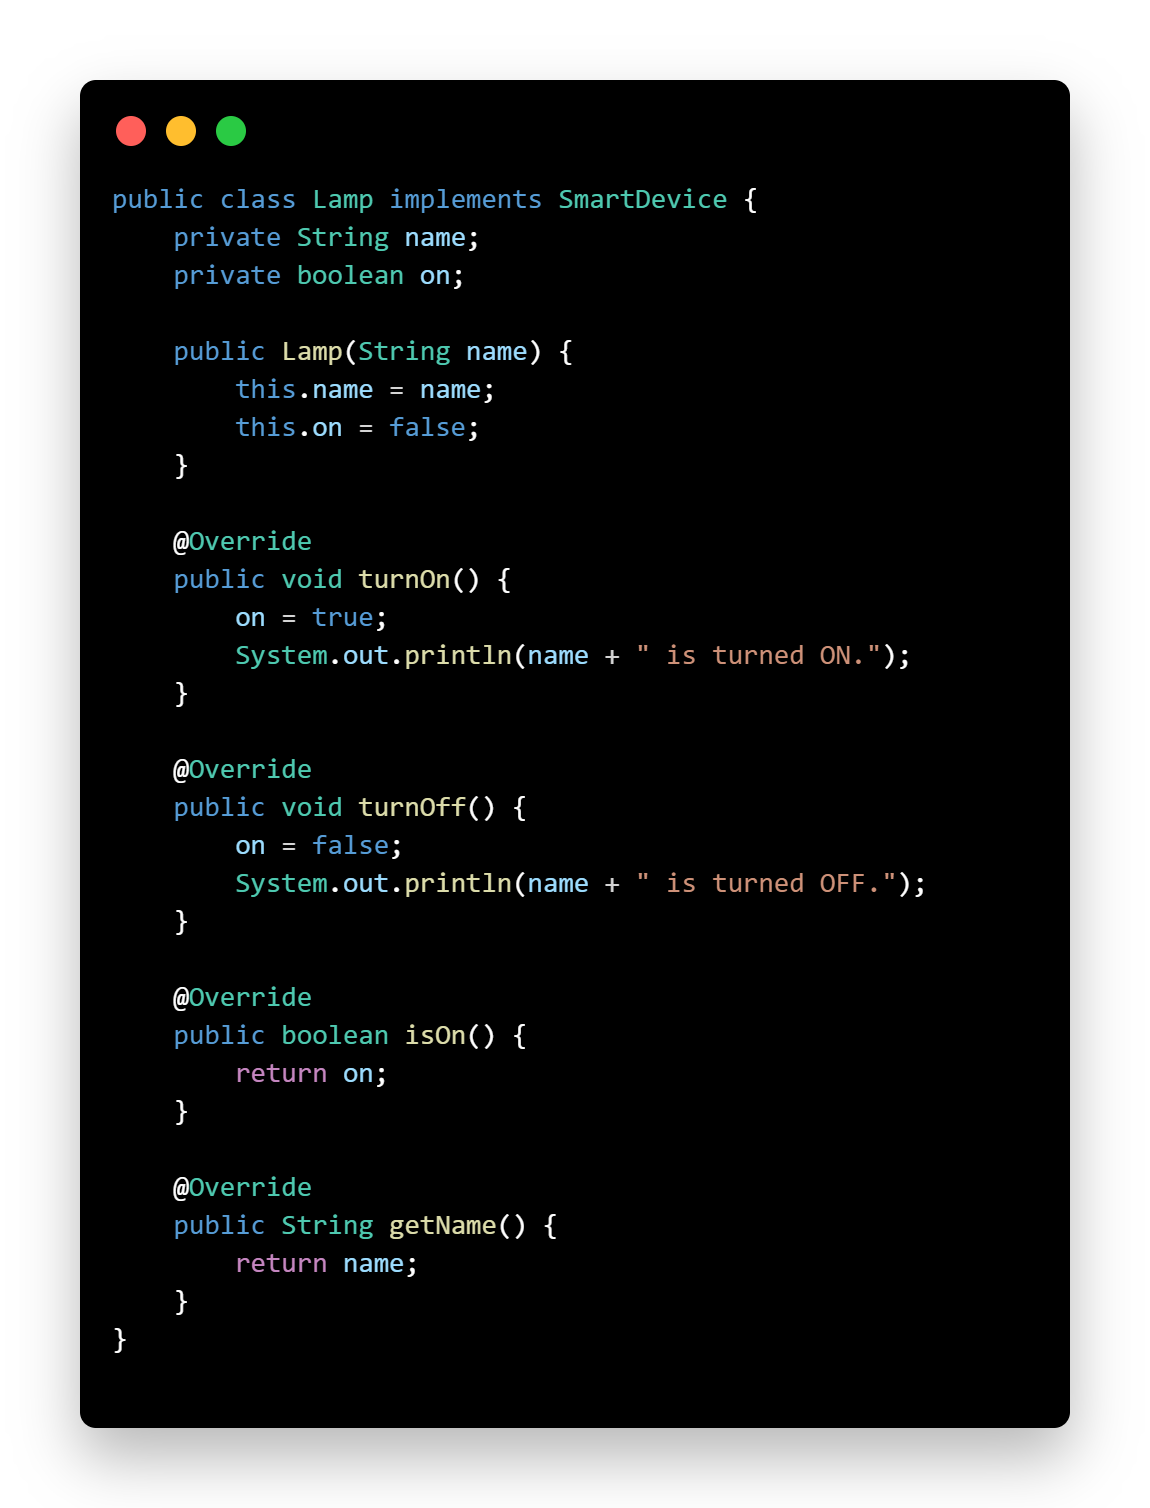 public class Lamp implements SmartDevice {
    private String name;
    private boolean on;

    public Lamp(String name) {
        this.name = name;
        this.on = false;
    }

    @Override
    public void turnOn() {
        on = true;
        System.out.println(name + " is turned ON.");
    }

    @Override
    public void turnOff() {
        on = false;
        System.out.println(name + " is turned OFF.");
    }

    @Override
    public boolean isOn() {
        return on;
    }

    @Override
    public String getName() {
        return name;
    }
}